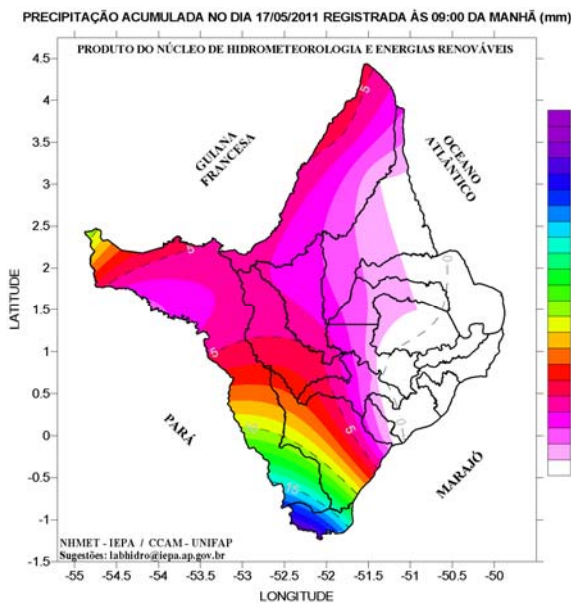 PRECIPITAÇÃO ACUMULADA NO DIA 17/05/2011 REGISTRADA ÀS 09:00 DA MANHÃ (mm)
PRODUTO DO NÚCLEO DE HIDROMETEOROLOGIA E ENERGIAS RENOVÁVEIS
4.5
4
3.5
3
2.5
2
1.5
1
0.5
0
-0.5
-1
-1.5
LATITUDE
GUIANA
FRANCESA
OCEANO
ATLÂNTICO
5
5
0
5
5
0
10
15
PARÁ
MARAJÓ
NHMET - IEPA / CCAM - UNIFAP
Sugestões: labhidro@iepa.ap.gov.br
-55
-54.5
-54
-53.5
-53
-52.5
-52
-51.5
-51
-50.5
-50
LONGITUDE